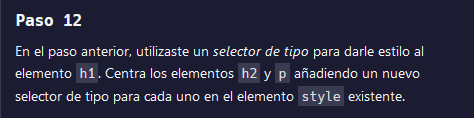 Paso 12
En el paso anterior, utilizaste un selector de tipo para darle estilo al
elemento h1. Centra los elementos h2 y p añadiendo un nuevo
selector de tipo para cada uno en el elemento style existente.